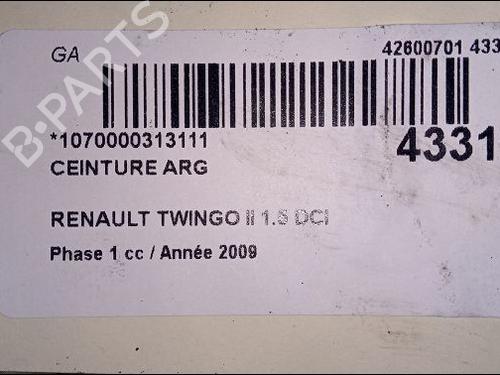 GA
42600701 433
*1070000313111
4331
CEINTURE ARG
RENAULT TWINGO II 1.5 DCI
Phase 1 cc / Année 2009
B-PARTS